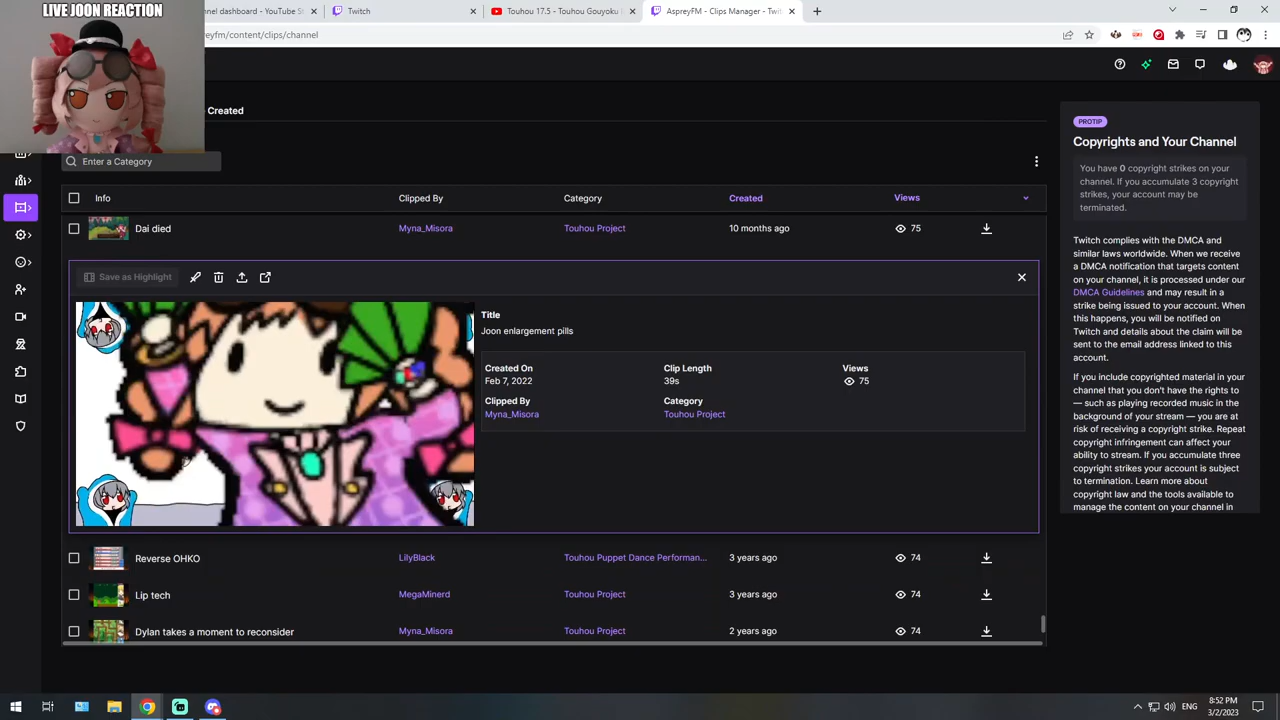 LIVE JOON REACTION
nel dashboard - YouTube S
Twitch
Touhou 17.5 - Touhou Gouyoku I
AspreyFM - Clips Manager - Twit
eyfm/content/clips/channel
Created
Enter a Category
Info
Clipped By
Category
Created
Views
Dai died
Myna_Misora
Touhou Project
10 months ago
75
Save as Highlight
Title
Joon enlargement pills
Created On
Clip Length
Views
Feb 7, 2022
39s
75
Clipped By
Category
Myna_Misora
Touhou Project
Reverse OHKO
LilyBlack
Touhou Puppet Dance Performan...
3 years ago
74
Lip tech
MegaMinerd
Touhou Project
3 years ago
74
Dylan takes a moment to reconsider
Myna_Misora
Touhou Project
2 years ago
74
PROTIP
Copyrights and Your Channel
You have 0 copyright strikes on
your channel. If you accumulate 3 copyright
strikes, your account may be
terminated.
Twitch complies with the DMCA and
similar laws worldwide. When we receive
a DMCA notification that targets content
on your channel, it is processed under our
DMCA Guidelines and may result in a
strike being issued to your account. When
this happens, you will be notified on
Twitch and details about the claim will be
sent to the email address linked to this
account.
If you include copyrighted material in your
channel that you don't have the rights to
— such as playing recorded music in the
background of your stream — you are at
risk of receiving a copyright strike. Repeat
copyright infringement can affect your
ability to stream. If you accumulate three
copyright strikes your account is subject
to termination. Learn more about
copyright law and the tools available to
manage the content on your channel in
ENG
8:52 PM
3/2/2023